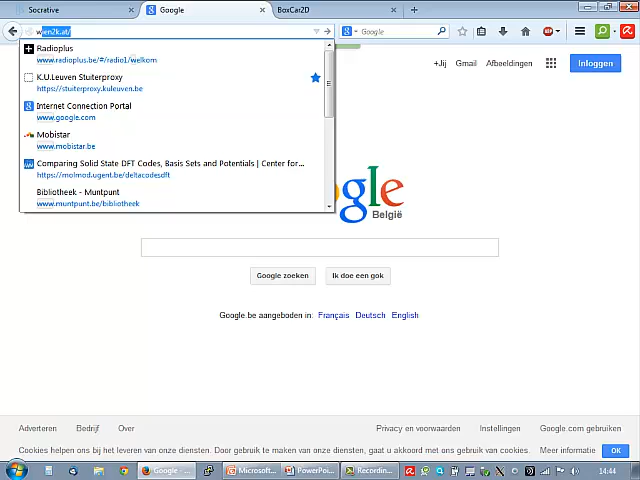 Socrative
Google
BoxCar2D
wen2k.at/
Google
Radioplus
www.radioplus.be/#/radio1/welkom
K.U.Leuven Stuiterproxy
https://stuiterproxy.kuleuven.be
Internet Connection Portal
www.google.com
Mobistar
www.mobistar.be
Comparing Solid State DFT Codes, Basis Sets and Potentials | Center for...
https://molmod.ugent.be/deltacodesdft
Bibliotheek - Muntpunt
www.muntpunt.be/bibliotheek
+Jij Gmail Afbeeldingen Inloggen
gle
België
Google zoeken Ik doe een gok
Google.be aangeboden in: Français Deutsch English
Adverteren Bedrijf Over Privacy en voorwaarden Instellingen Google.com gebruiken
Cookies helpen ons bij het leveren van onze diensten. Door gebruik te maken van onze diensten, gaat u akkoord met ons gebruik van cookies. Meer informatie OK
Google - ... Microsoft... PowerPoi... Recording... 14:44